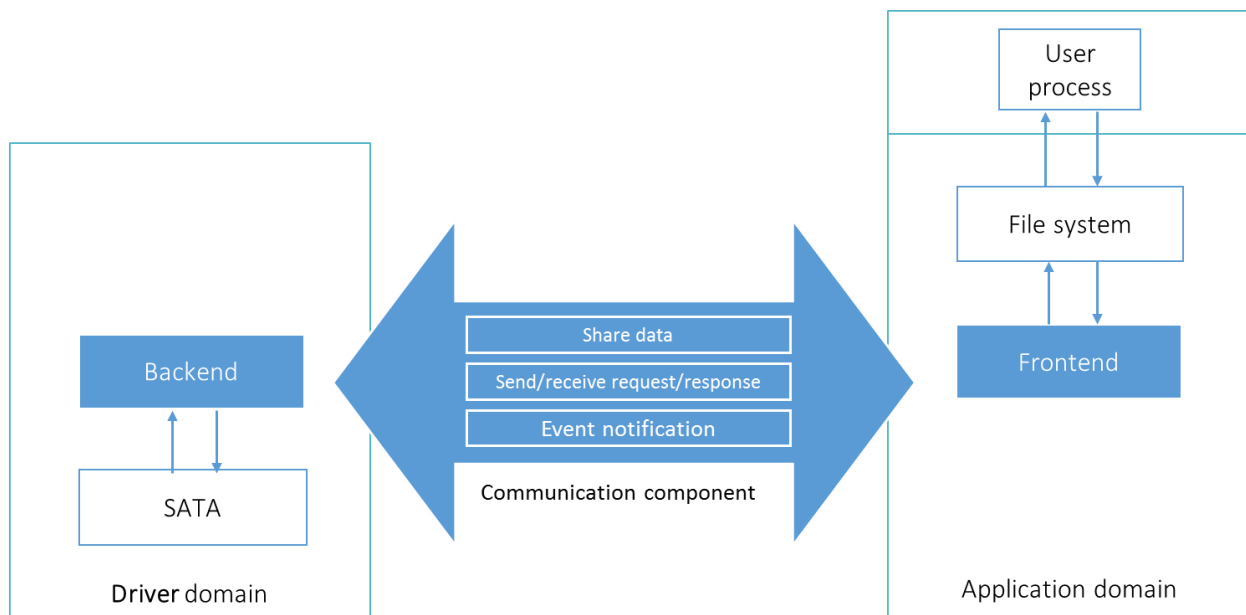 User
process
File system
Frontend
Application domain
Share data
Send/receive request/response
Event notification
Communication component
Backend
SATA
Driver domain